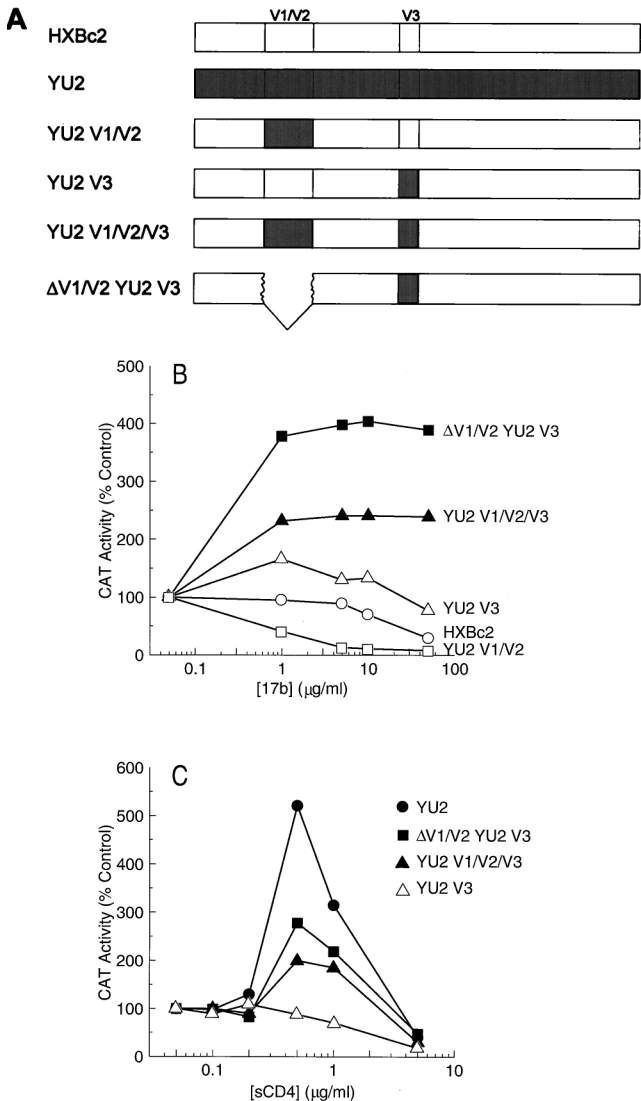 A
V1/V2 V3
HXBc2
YU2
YU2 V1/V2
YU2 V3
YU2 V1/V2/V3
ΔV1/V2 YU2 V3
B
500
400
300
200
100
0
CAT Activity (% Control)
ΔV1/V2 YU2 V3
YU2 V1/V2/V3
YU2 V3
HXBc2
YU2 V1/V2
0.1 1 10 100
[17b] (μg/ml)
C
600
500
400
300
200
100
0
CAT Activity (% Control)
YU2
ΔV1/V2 YU2 V3
YU2 V1/V2/V3
YU2 V3
0.1 1 10
[sCD4] (μg/ml)